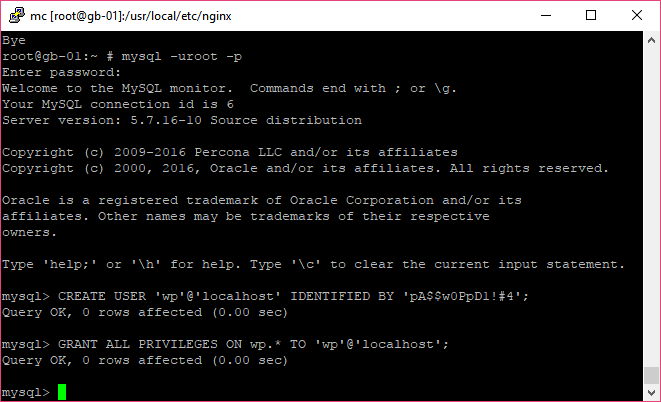 mc [root@gb-01]:/usr/local/etc/nginx
Bye
root@gb-01:~ # mysql -uroot -p
Enter password:
Welcome to the MySQL monitor.  Commands end with ; or \g.
Your MySQL connection id is 6
Server version: 5.7.16-10 Source distribution
Copyright (c) 2009-2016 Percona LLC and/or its affiliates
Copyright (c) 2000, 2016, Oracle and/or its affiliates. All rights reserved.
Oracle is a registered trademark of Oracle Corporation and/or its
affiliates. Other names may be trademarks of their respective
owners.
Type 'help;' or '\h' for help. Type '\c' to clear the current input statement.
mysql> CREATE USER 'wp'@'localhost' IDENTIFIED BY 'pA$$w0PpD1!#4';
Query OK, 0 rows affected (0.00 sec)
mysql> GRANT ALL PRIVILEGES ON wp.* TO 'wp'@'localhost';
Query OK, 0 rows affected (0.00 sec)
mysql>